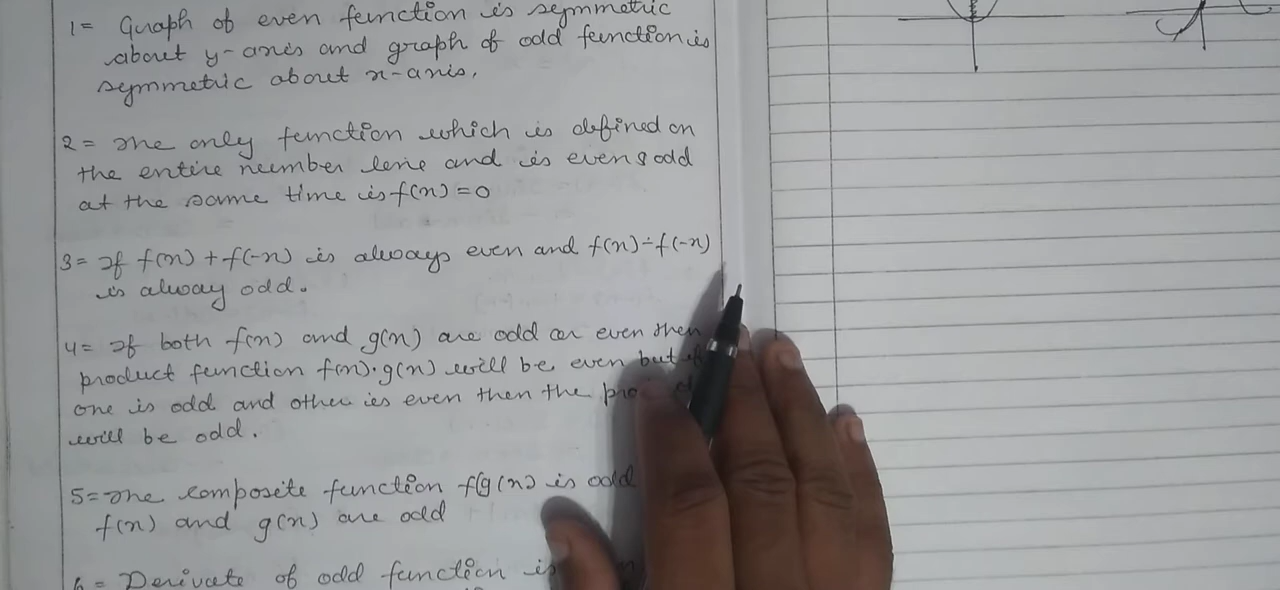 1= Graph of even function is symmetric
about y-axis and graph of odd function is
symmetric about x-axis.
2= The only function which is defined on
the entire number line and is even & odd
at the same time is f(x)=0
3= If f(x)+f(-x) is always even and f(x)÷f(-x)
is alway odd.
4= If both f(x) and g(x) are odd or even then
product function f(x).g(x) will be even but if
one is odd and other ies even then the
will be odd.
5=The composite function f(g(x) is odd
f(x) and g(x) are odd
6= Derivate of odd function is